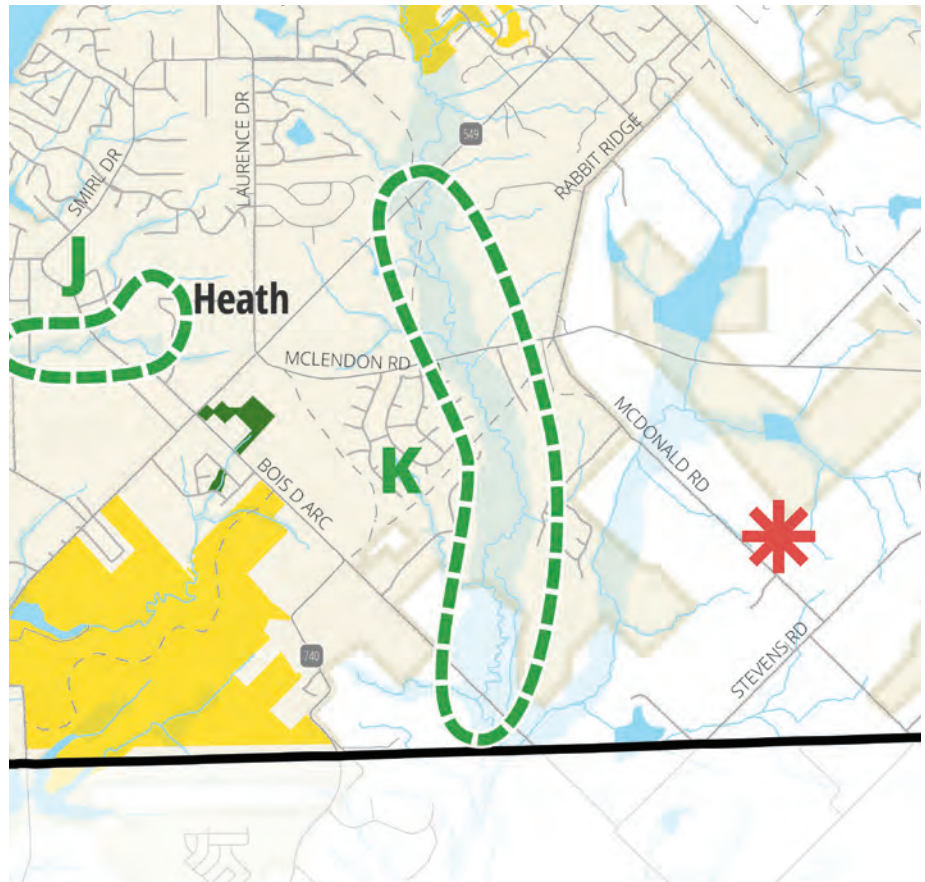 549
RABBIT RIDGE
LAURENCE DR
SMIRL DR
J
Heath
MCLENDON RD
MCDONALD RD
K
BOIS D ARC
740
STEVENS RD